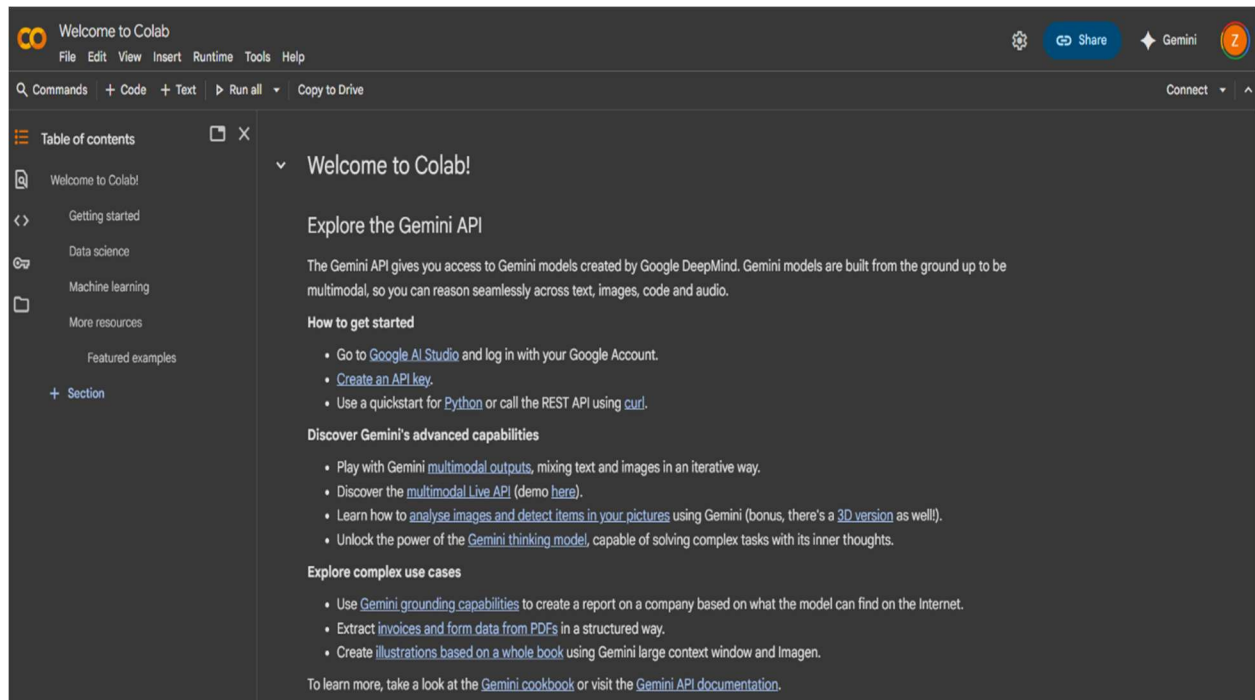 Welcome to Colab
File Edit View Insert Runtime Tools Help
Share
Gemini
Z
Commands + Code + Text Run all Copy to Drive
Connect
Table of contents
Welcome to Colab!
Getting started
Data science
Machine learning
More resources
Featured examples
+ Section
Welcome to Colab!
Explore the Gemini API
The Gemini API gives you access to Gemini models created by Google DeepMind. Gemini models are built from the ground up to be
multimodal, so you can reason seamlessly across text, images, code and audio.
How to get started
• Go to Google AI Studio and log in with your Google Account.
• Create an API key.
• Use a quickstart for Python or call the REST API using curl.
Discover Gemini's advanced capabilities
• Play with Gemini multimodal outputs, mixing text and images in an iterative way.
• Discover the multimodal Live API (demo here).
• Learn how to analyse images and detect items in your pictures using Gemini (bonus, there's a 3D version as well!).
• Unlock the power of the Gemini thinking model, capable of solving complex tasks with its inner thoughts.
Explore complex use cases
• Use Gemini grounding capabilities to create a report on a company based on what the model can find on the Internet.
• Extract invoices and form data from PDFs in a structured way.
• Create illustrations based on a whole book using Gemini large context window and Imagen.
To learn more, take a look at the Gemini cookbook or visit the Gemini API documentation.